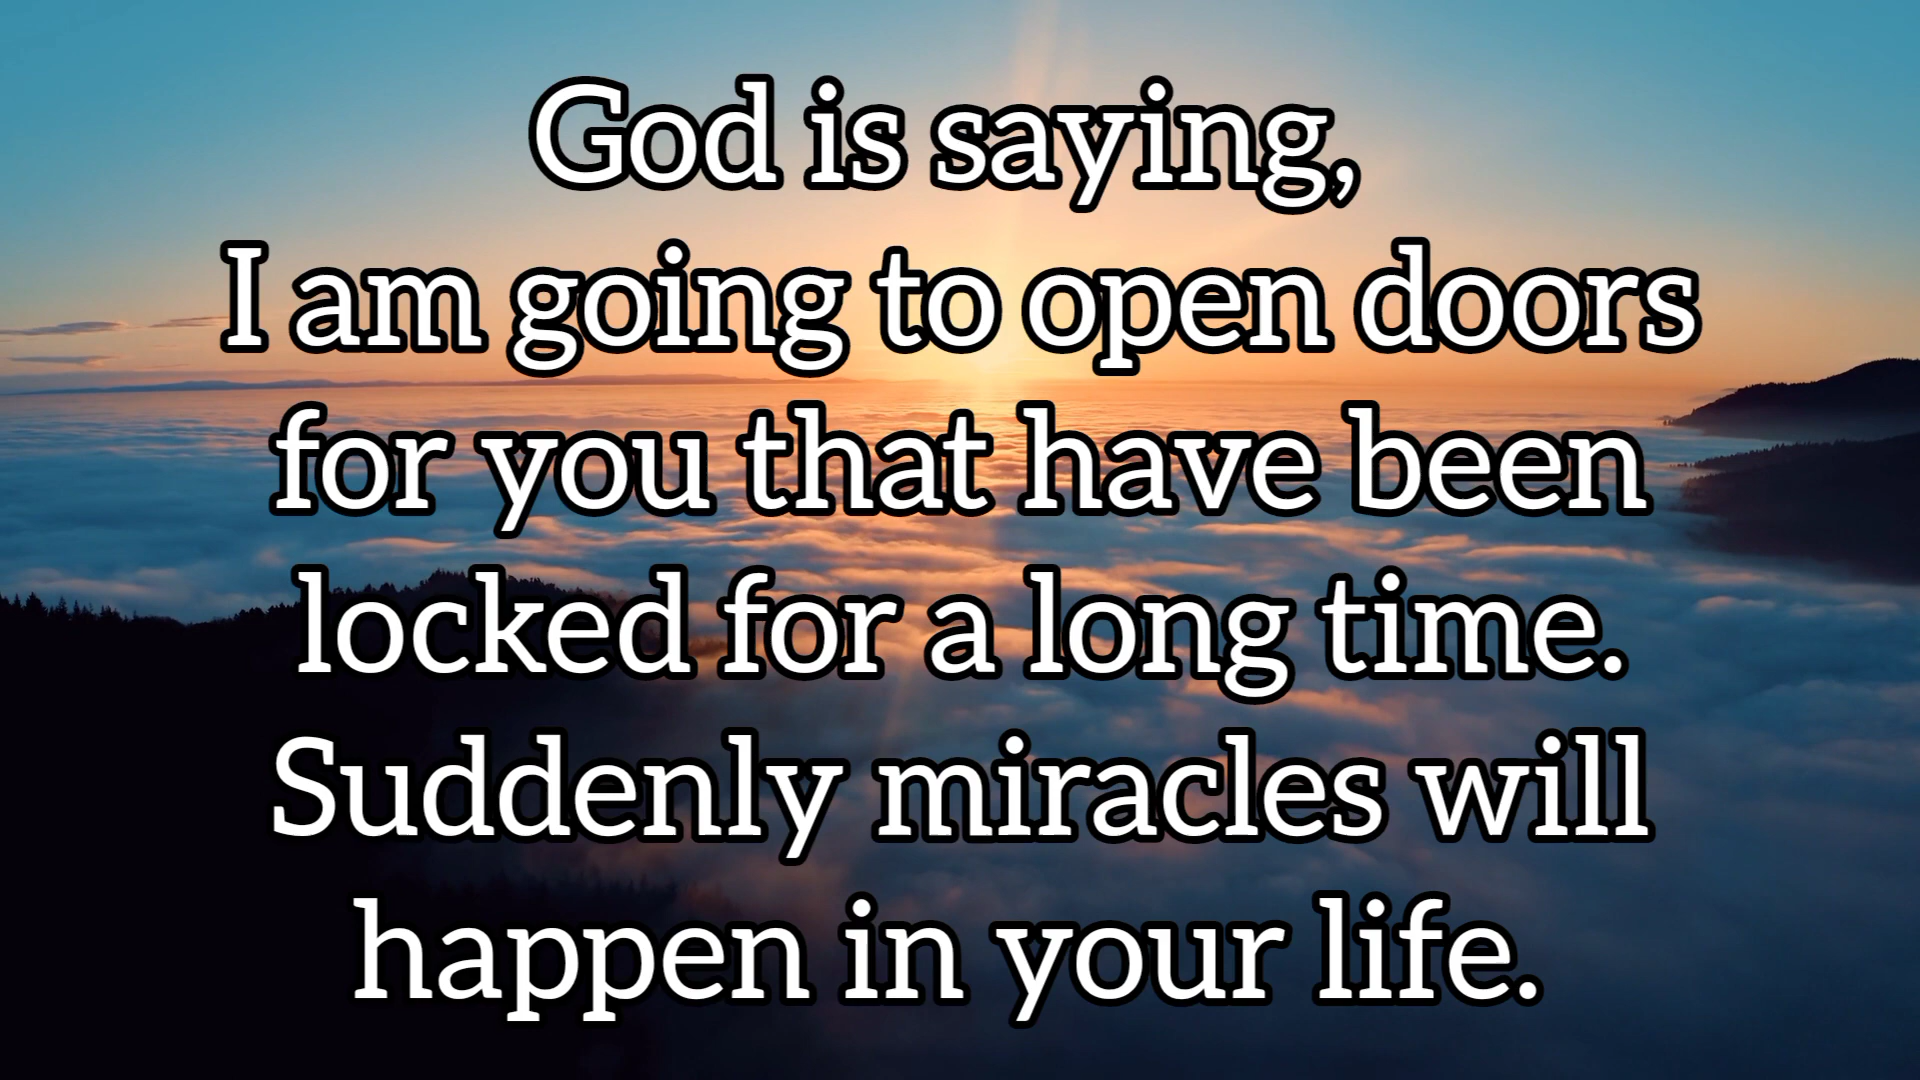 God is saying,
I am going to open doors
for you that have been
locked for a long time.
Suddenly miracles will
happen in your life.